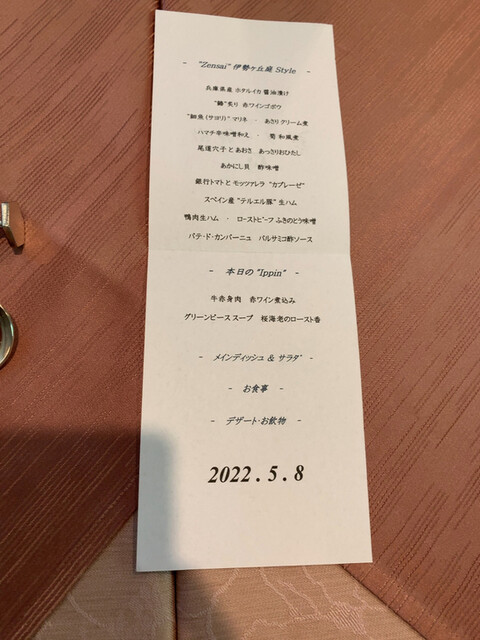 - "Zensai" 伊勢ヶ丘庭 Style -
兵庫県産 ホタルイカ 醤油漬け
炙り 赤ワインゴボウ
"細魚(サヨリ)" マリネ ・ あさりクリーム煮
ハマチ辛味噌和え ・ 筍 和風煮
尾道穴子 と あおさ あっさりおひたし
あかにし貝 酢味噌
銀行トマト と モッツァレラ "カプレーゼ"
スペイン産 "テルエル豚" 生ハム
鴨肉生ハム ・ ローストビーフ ふきのとう味噌
パテ・ド・カンパーニュ バルサミコ酢ソース
- 本日の "Ippin" -
牛赤身肉 赤ワイン煮込み
グリーンピーススープ 桜海老のロースト香
- メインディッシュ & サラダ -
- お食事 -
- デザート・お飲物 -
2022.5.8